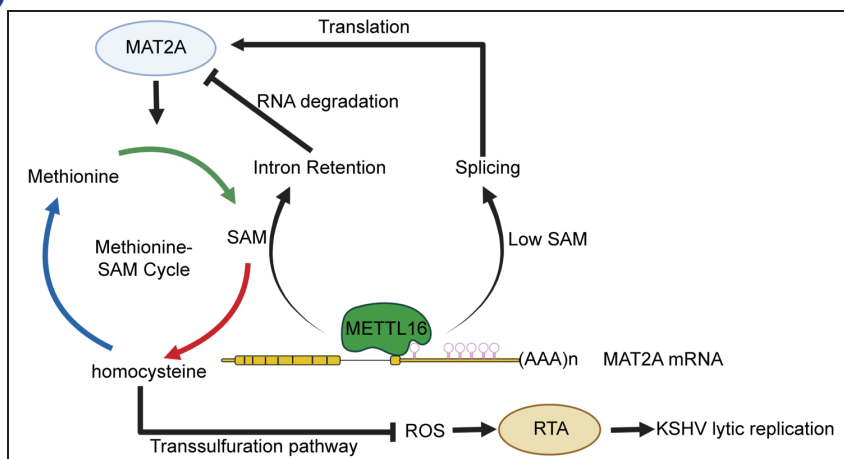 Translation
MAT2A
RNA degradation
Methionine
Intron Retention
Splicing
SAM
Low SAM
Methionine-
SAM Cycle
METTL16
homocysteine
(AAA)n
MAT2A mRNA
ROS
RTA
KSHV lytic replication
Transsulfuration pathway